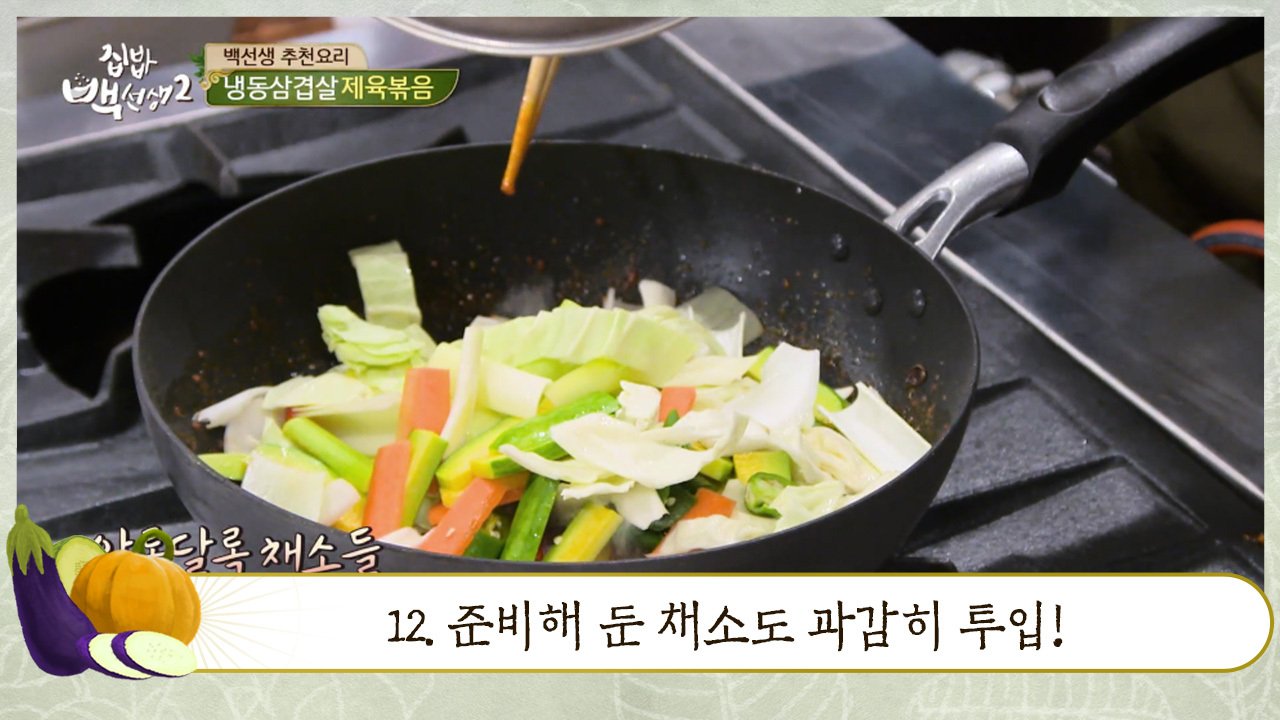 집밥
백선생2
백선생 추천요리
냉동삼겹살 제육볶음
채소들
12. 준비해 둔 채소도 과감히 투입!